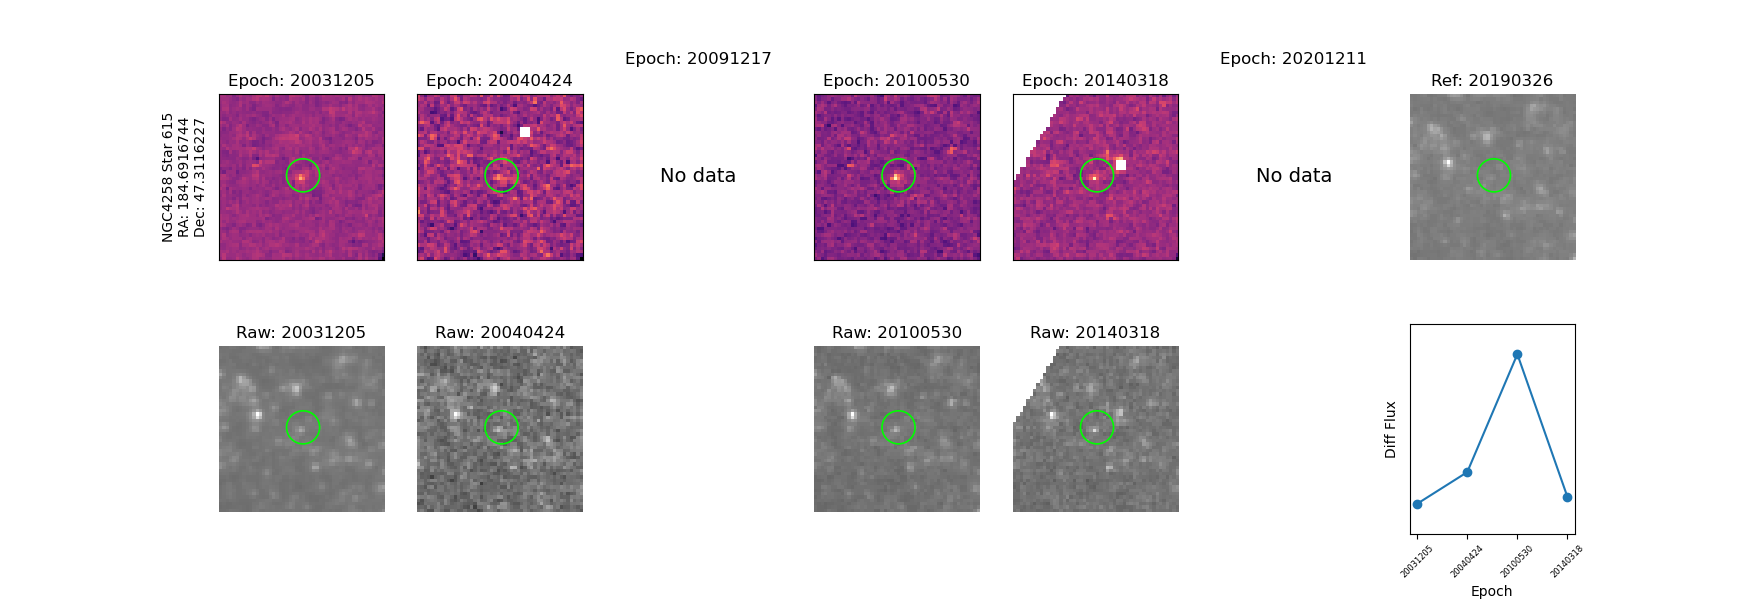 Epoch: 20091217
Epoch: 20201211
Epoch: 20031205
Epoch: 20040424
Epoch: 20100530
Epoch: 20140318
Ref: 20190326
NGC4258 Star 615
RA: 184.6916744
Dec: 47.3116227
No data
No data
Raw: 20031205
Raw: 20040424
Raw: 20100530
Raw: 20140318
Diff Flux
20031205
20040424
20100530
20140318
Epoch